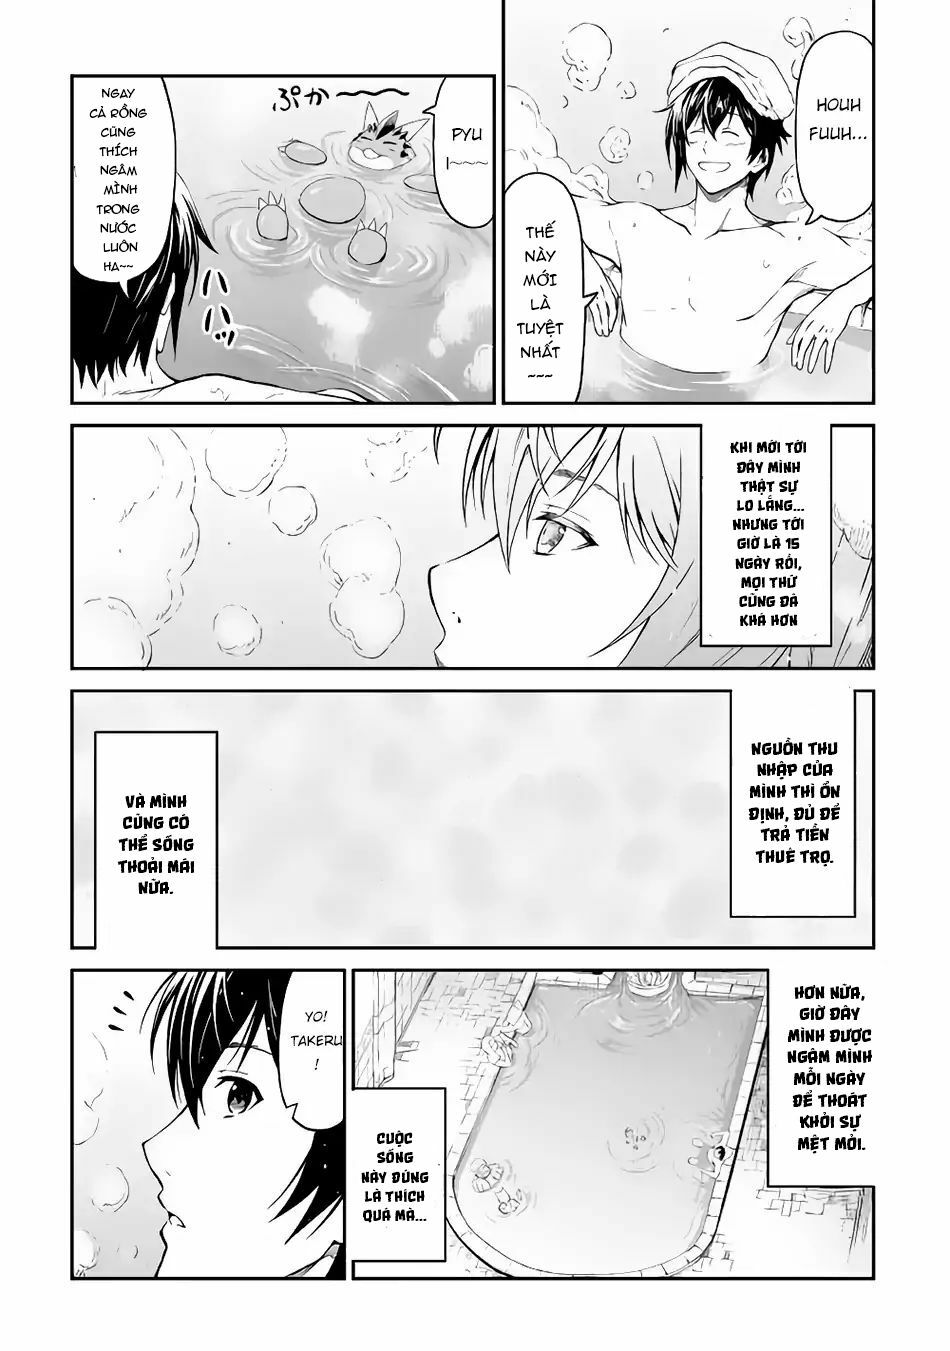 HOUH
FUUH...
THẾ
NÀY
MỚI
LÀ
TUYỆT
NHẤT
~~~
ぷか〜〜
PYU
I~~~~
NGAY
CẢ RỒNG
CŨNG
THÍCH
NGÂM
MÌNH
TRONG
NƯỚC
LUÔN
HA~~
KHI MỚI TỚI
ĐÂY MÌNH
THẬT SỰ
LO LẮNG...
NHƯNG TỚI
GIỜ LÀ 15
NGÀY RỒI,
MỌI THỨ
CŨNG ĐÃ
KHÁ HƠN
NGUỒN THU
NHẬP CỦA
MÌNH THÌ ỔN
ĐỊNH, ĐỦ ĐỂ
TRẢ TIỀN
THUÊ TRỌ.
VÀ MÌNH
CŨNG CÓ
THỂ SỐNG
THOẢI MÁI
NỮA.
HƠN NỮA,
GIỜ ĐÂY
MÌNH ĐƯỢC
NGÂM MÌNH
MỖI NGÀY
ĐỂ THOÁT
KHỎI SỰ
MỆT MỎI.
CUỘC
SỐNG
NÀY ĐÚNG
LÀ THÍCH
QUÁ MÀ...
YO!
TAKERU
!